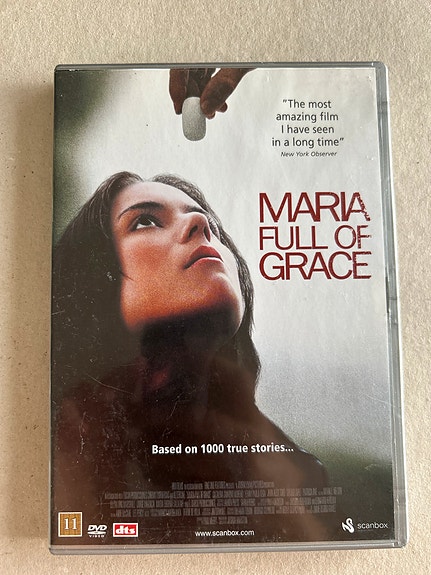 "The most
amazing film
I have seen
in a long time"
New York Observer
MARIA
FULL OF
GRACE
Based on 1000 true stories...
11
DVD
VIDEO
dts
www.scanbox.com
scanbox